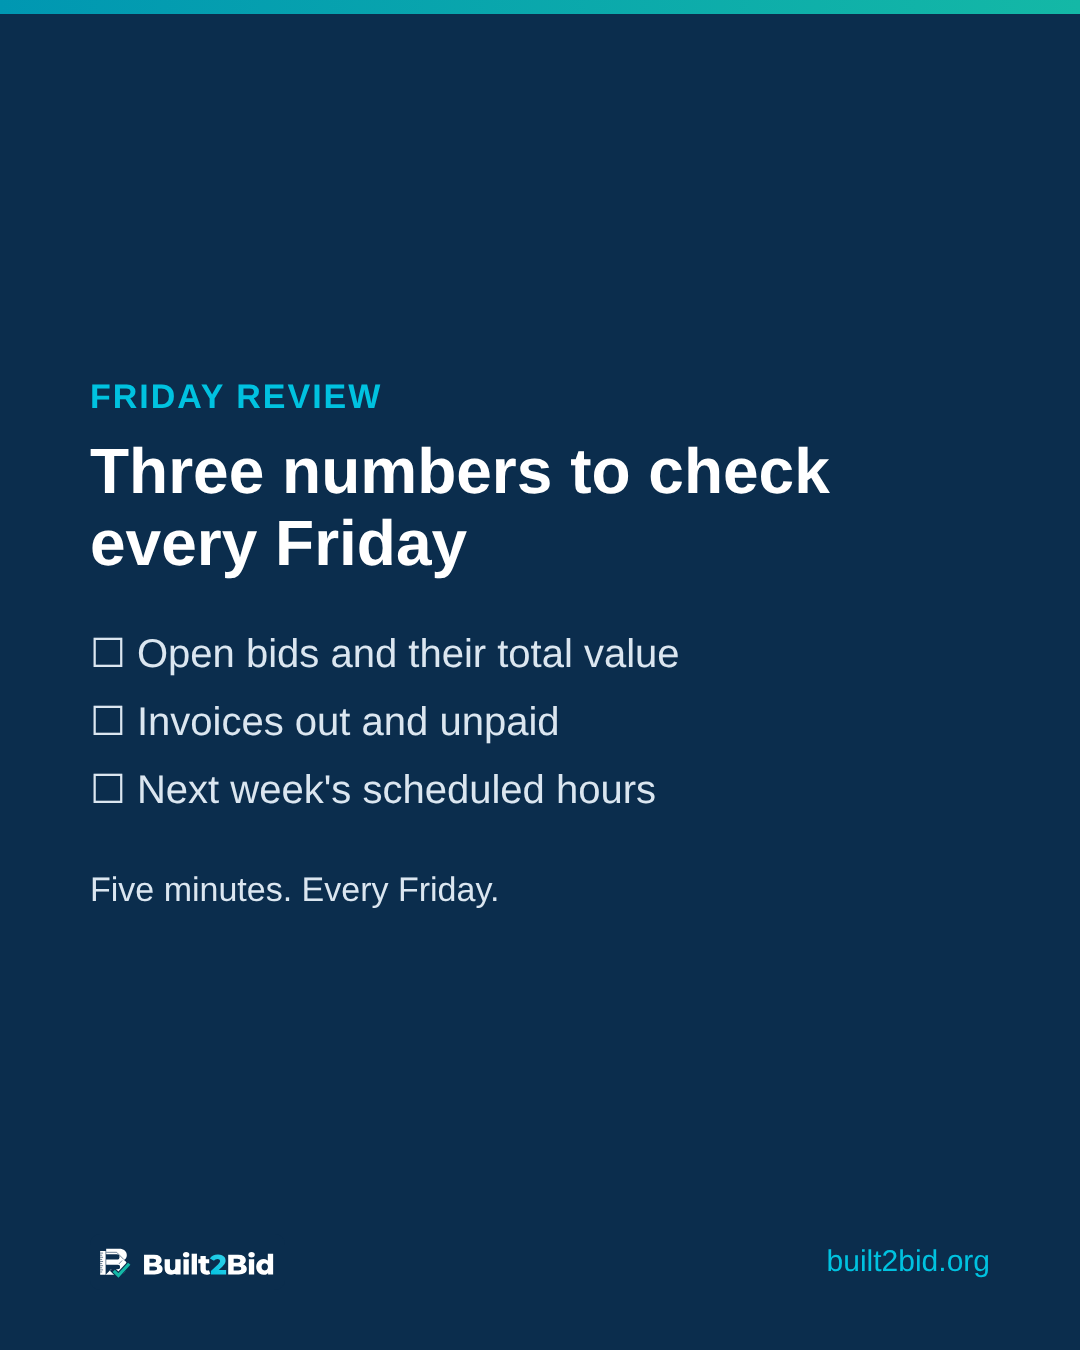 FRIDAY REVIEW
Three numbers to check
every Friday
☐ Open bids and their total value
☐ Invoices out and unpaid
☐ Next week's scheduled hours
Five minutes. Every Friday.
Built2Bid
built2bid.org